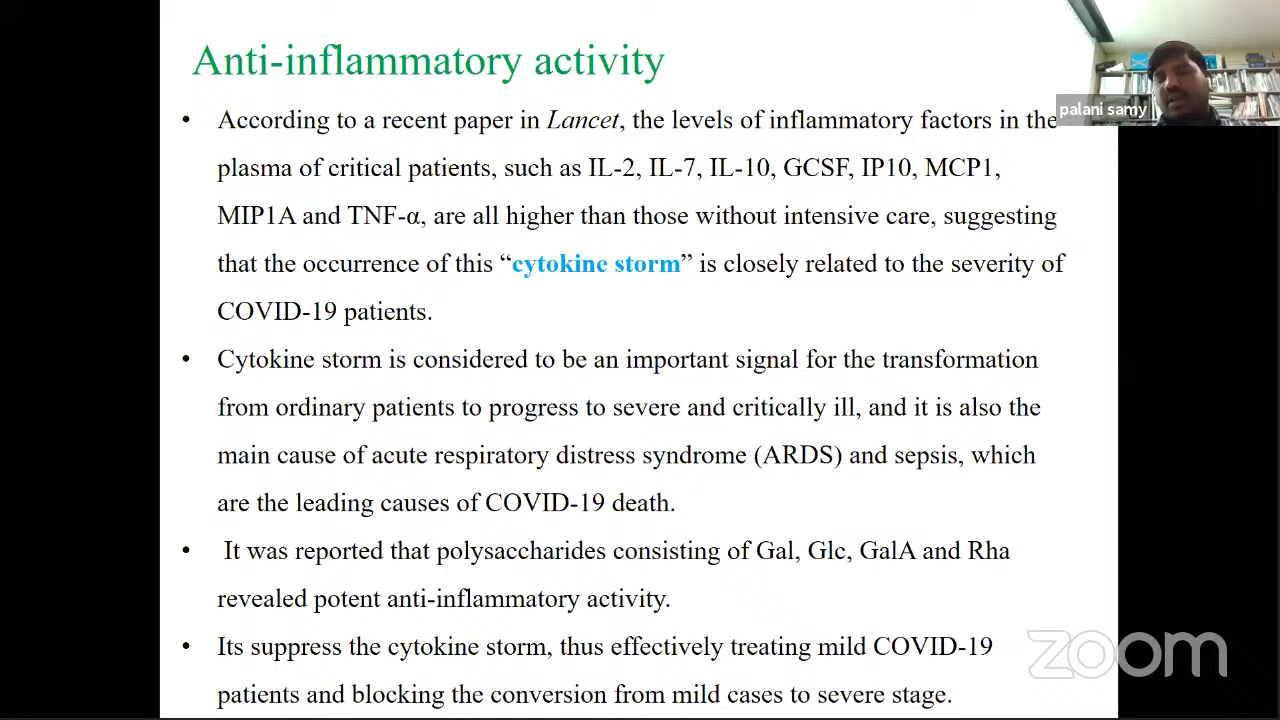 Anti-inflammatory activity
palani samy
• According to a recent paper in Lancet, the levels of inflammatory factors in the
plasma of critical patients, such as IL-2, IL-7, IL-10, GCSF, IP10, MCP1,
MIP1A and TNF-α, are all higher than those without intensive care, suggesting
that the occurrence of this “cytokine storm” is closely related to the severity of
COVID-19 patients.
• Cytokine storm is considered to be an important signal for the transformation
from ordinary patients to progress to severe and critically ill, and it is also the
main cause of acute respiratory distress syndrome (ARDS) and sepsis, which
are the leading causes of COVID-19 death.
• It was reported that polysaccharides consisting of Gal, Glc, GalA and Rha
revealed potent anti-inflammatory activity.
• Its suppress the cytokine storm, thus effectively treating mild COVID-19
patients and blocking the conversion from mild cases to severe stage.
zoom